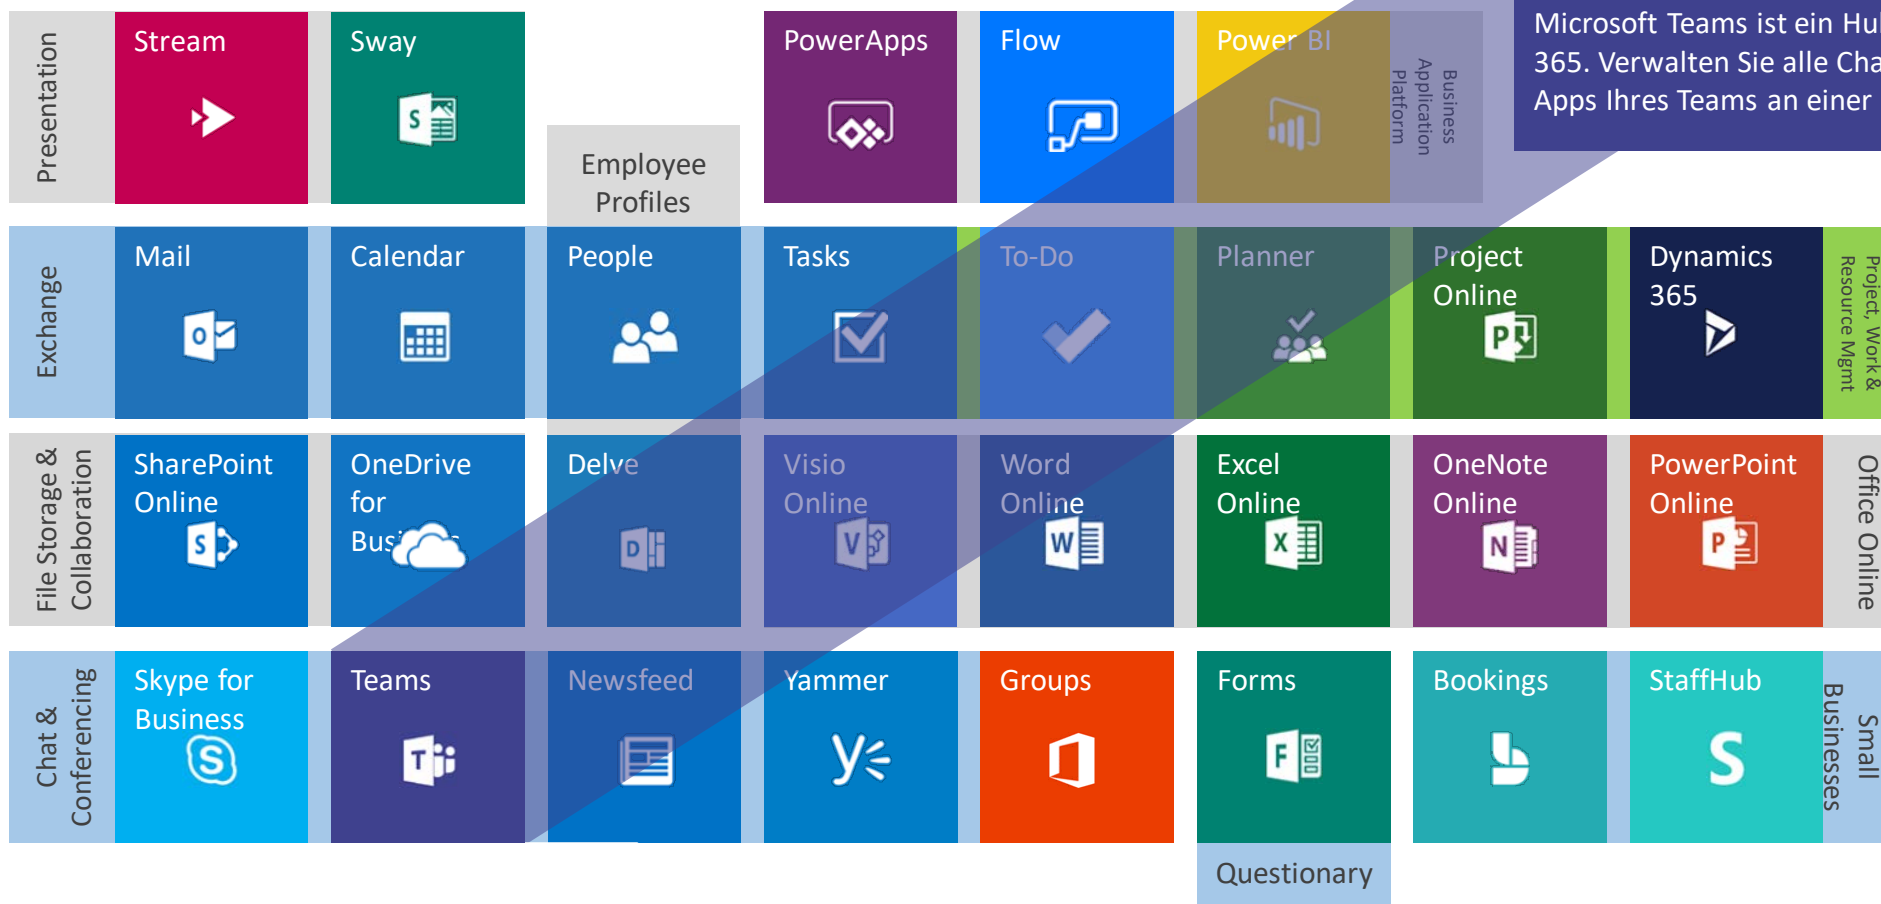 Presentation
Stream
Sway
Employee
Profiles
PowerApps
Flow
Power BI
Business
Application
Platform
Microsoft Teams ist ein Hu
365. Verwalten Sie alle Cha
Apps Ihres Teams an einer
Exchange
Mail
Calendar
People
Tasks
To-Do
Planner
Project
Online
Dynamics
365
Project, Work &
Resource Mgmt
File Storage &
Collaboration
SharePoint
Online
OneDrive
for
Delve
Visio
Online
Word
Online
Excel
Online
OneNote
Online
PowerPoint
Online
Office Online
Chat &
Conferencing
Skype for
Business
Teams
Newsfeed
Yammer
Groups
Forms
Bookings
StaffHub
Small
Businesses
Questionary